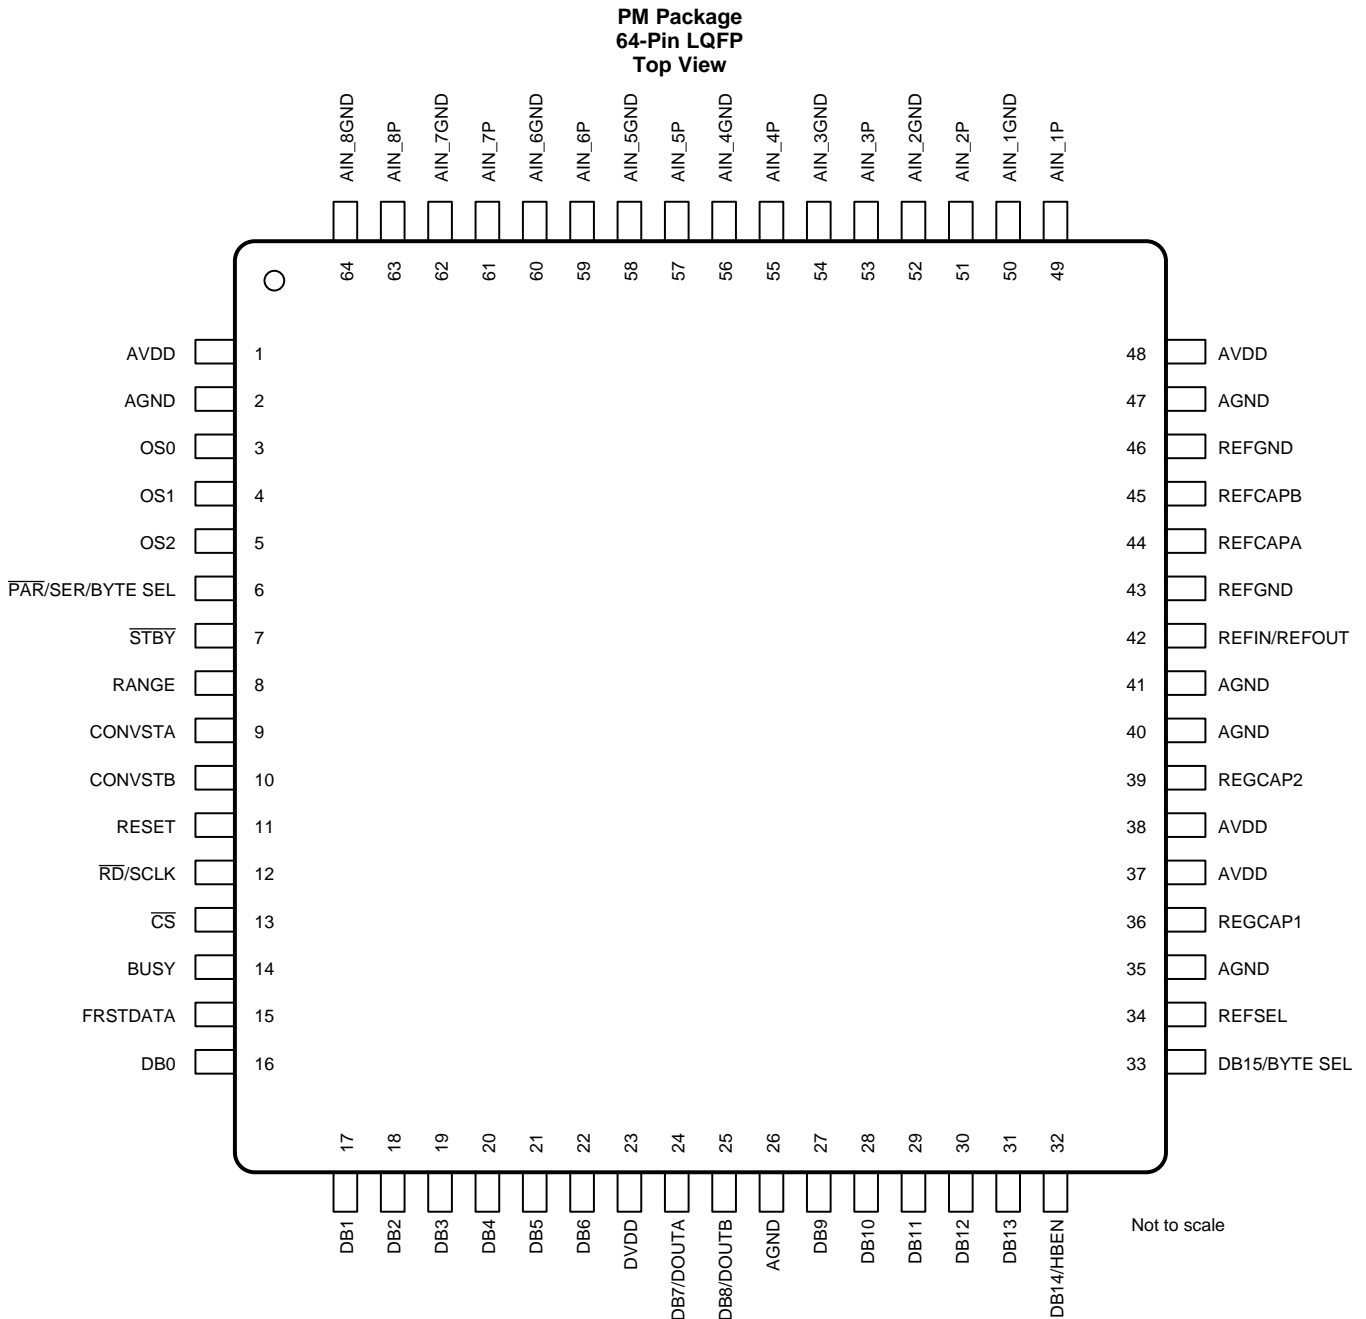 PM Package
64-Pin LQFP
Top View
AIN_8GND
AIN_8P
AIN_7GND
AIN_7P
AIN_6GND
AIN_6P
AIN_5GND
AIN_5P
AIN_4GND
AIN_4P
AIN_3GND
AIN_3P
AIN_2GND
AIN_2P
AIN_1GND
AIN_1P
64 63 62 61 60 59 58 57 56 55 54 53 52 51 50 49
AVDD 1 48 AVDD
AGND 2 47 AGND
OS0 3 46 REFGND
OS1 4 45 REFCAPB
OS2 5 44 REFCAPA
PAR/SER/BYTE SEL 6 43 REFGND
STBY 7 42 REFIN/REFOUT
RANGE 8 41 AGND
CONVSTA 9 40 AGND
CONVSTB 10 39 REGCAP2
RESET 11 38 AVDD
RD/SCLK 12 37 AVDD
CS 13 36 REGCAP1
BUSY 14 35 AGND
FRSTDATA 15 34 REFSEL
DB0 16 33 DB15/BYTE SEL
17 18 19 20 21 22 23 24 25 26 27 28 29 30 31 32
DB1
DB2
DB3
DB4
DB5
DB6
DVDD
DB7/DOUTA
DB8/DOUTB
AGND
DB9
DB10
DB11
DB12
DB13
DB14/HBEN
Not to scale